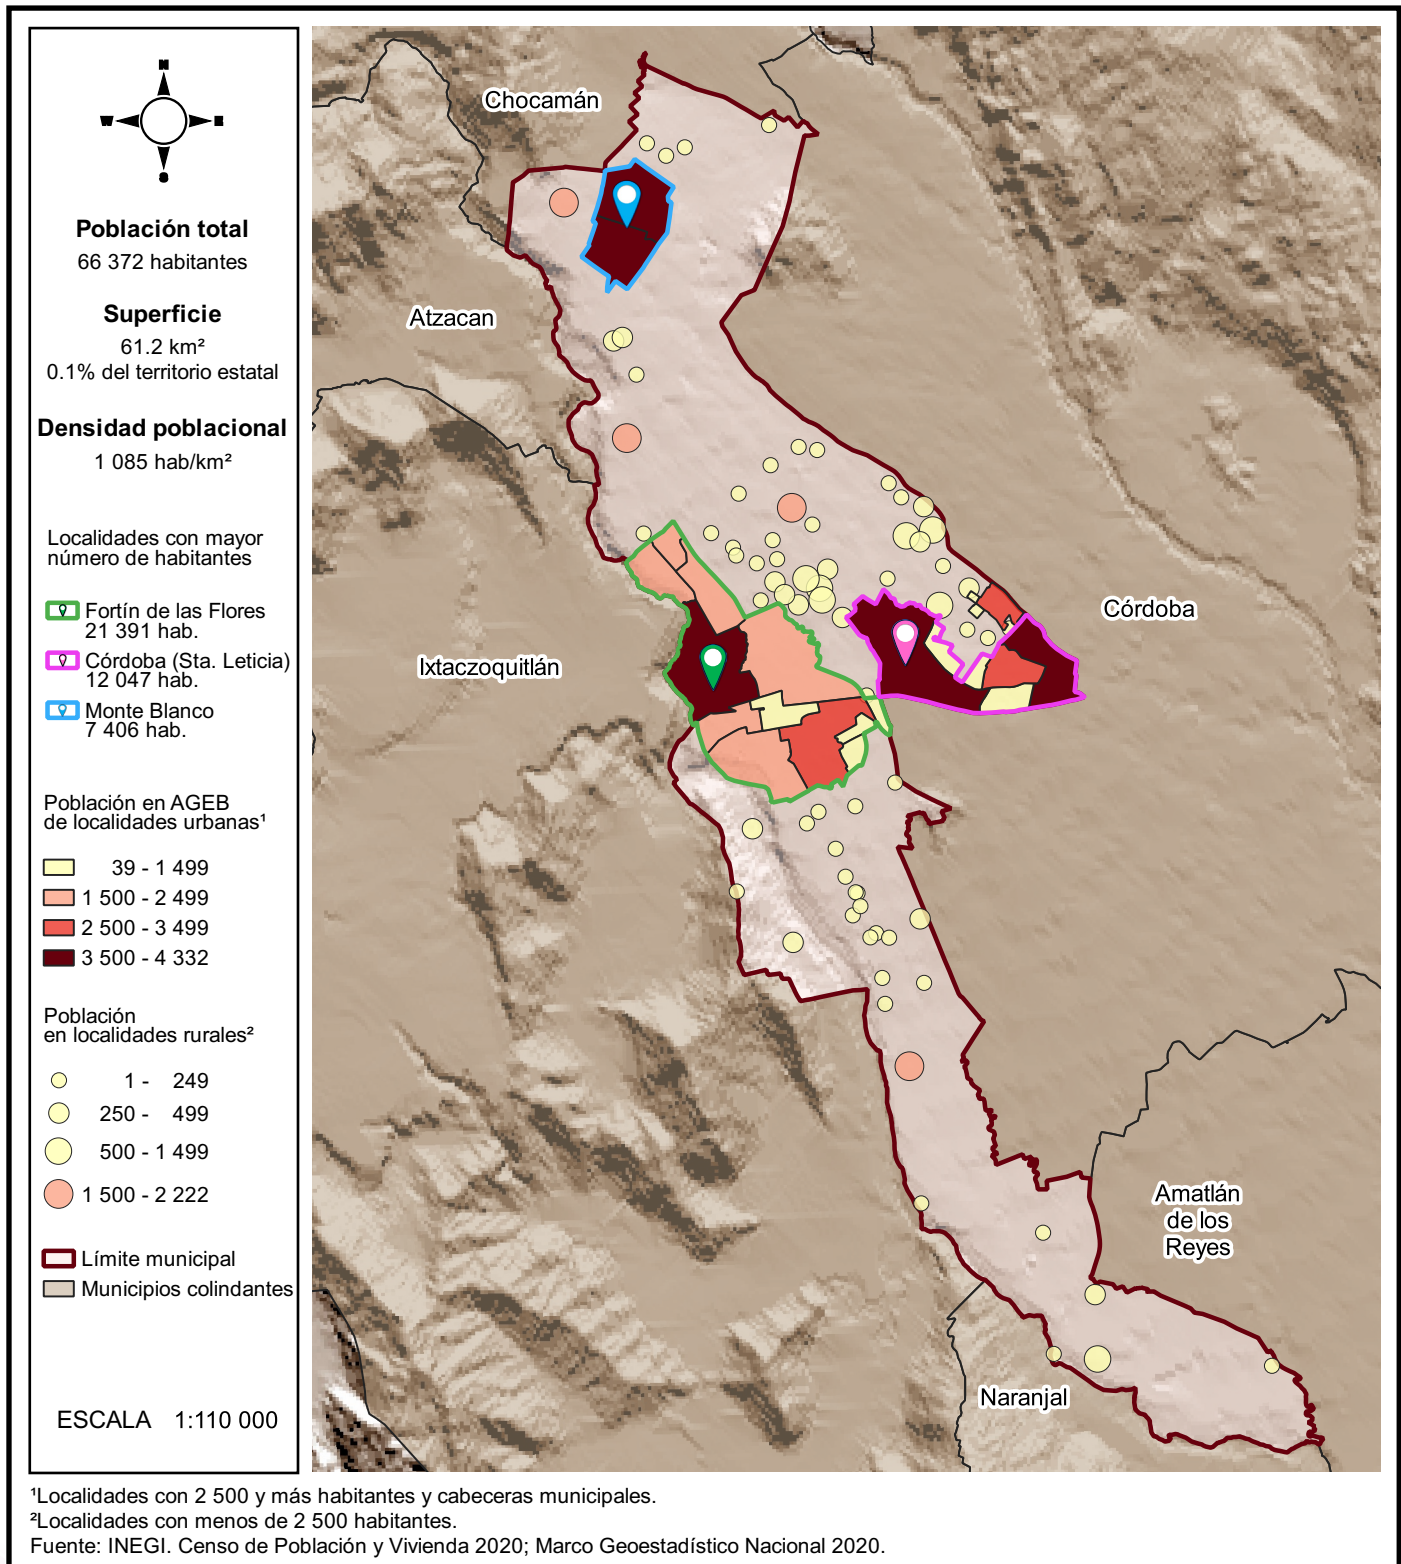 N
W
E
S
Población total
66 372 habitantes
Superficie
61.2 km²
0.1% del territorio estatal
Densidad poblacional
1 085 hab/km²
Localidades con mayor
número de habitantes
Fortín de las Flores
21 391 hab.
Córdoba (Sta. Leticia)
12 047 hab.
Monte Blanco
7 406 hab.
Población en AGEB
de localidades urbanas¹
39 - 1 499
1 500 - 2 499
2 500 - 3 499
3 500 - 4 332
Población
en localidades rurales²
1 - 249
250 - 499
500 - 1 499
1 500 - 2 222
Límite municipal
Municipios colindantes
ESCALA 1:110 000
Chocamán
Atzacan
Córdoba
Ixtaczoquitlán
Amatlán
de los
Reyes
Naranjal
¹Localidades con 2 500 y más habitantes y cabeceras municipales.
²Localidades con menos de 2 500 habitantes.
Fuente: INEGI. Censo de Población y Vivienda 2020; Marco Geoestadístico Nacional 2020.